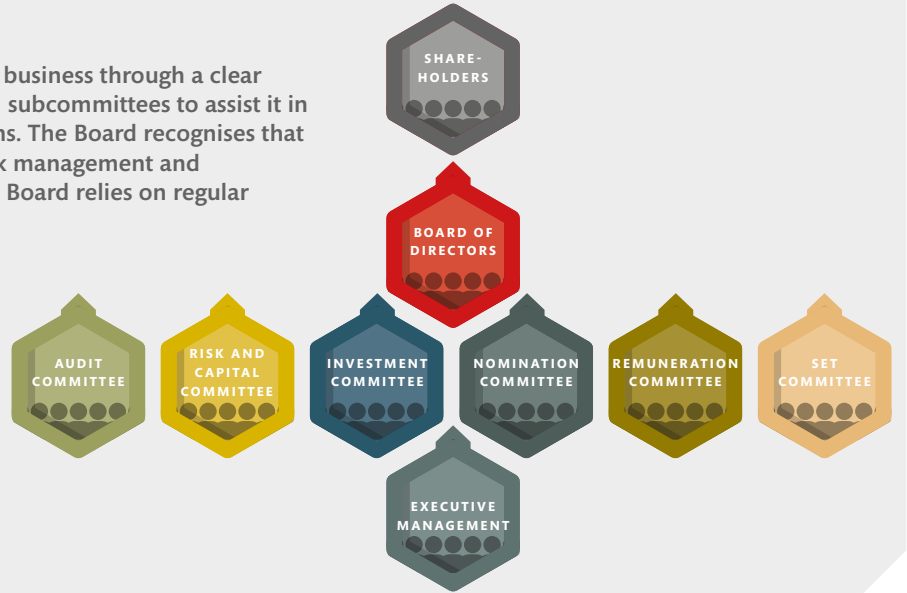 business through a clear
subcommittees to assist it in
The Board recognises that
management and
Board relies on regular
SHARE-
HOLDERS
BOARD OF
DIRECTORS
AUDIT
COMMITTEE
RISK AND
CAPITAL
COMMITTEE
INVESTMENT
COMMITTEE
NOMINATION
COMMITTEE
REMUNERATION
COMMITTEE
SET
COMMITTEE
EXECUTIVE
MANAGEMENT